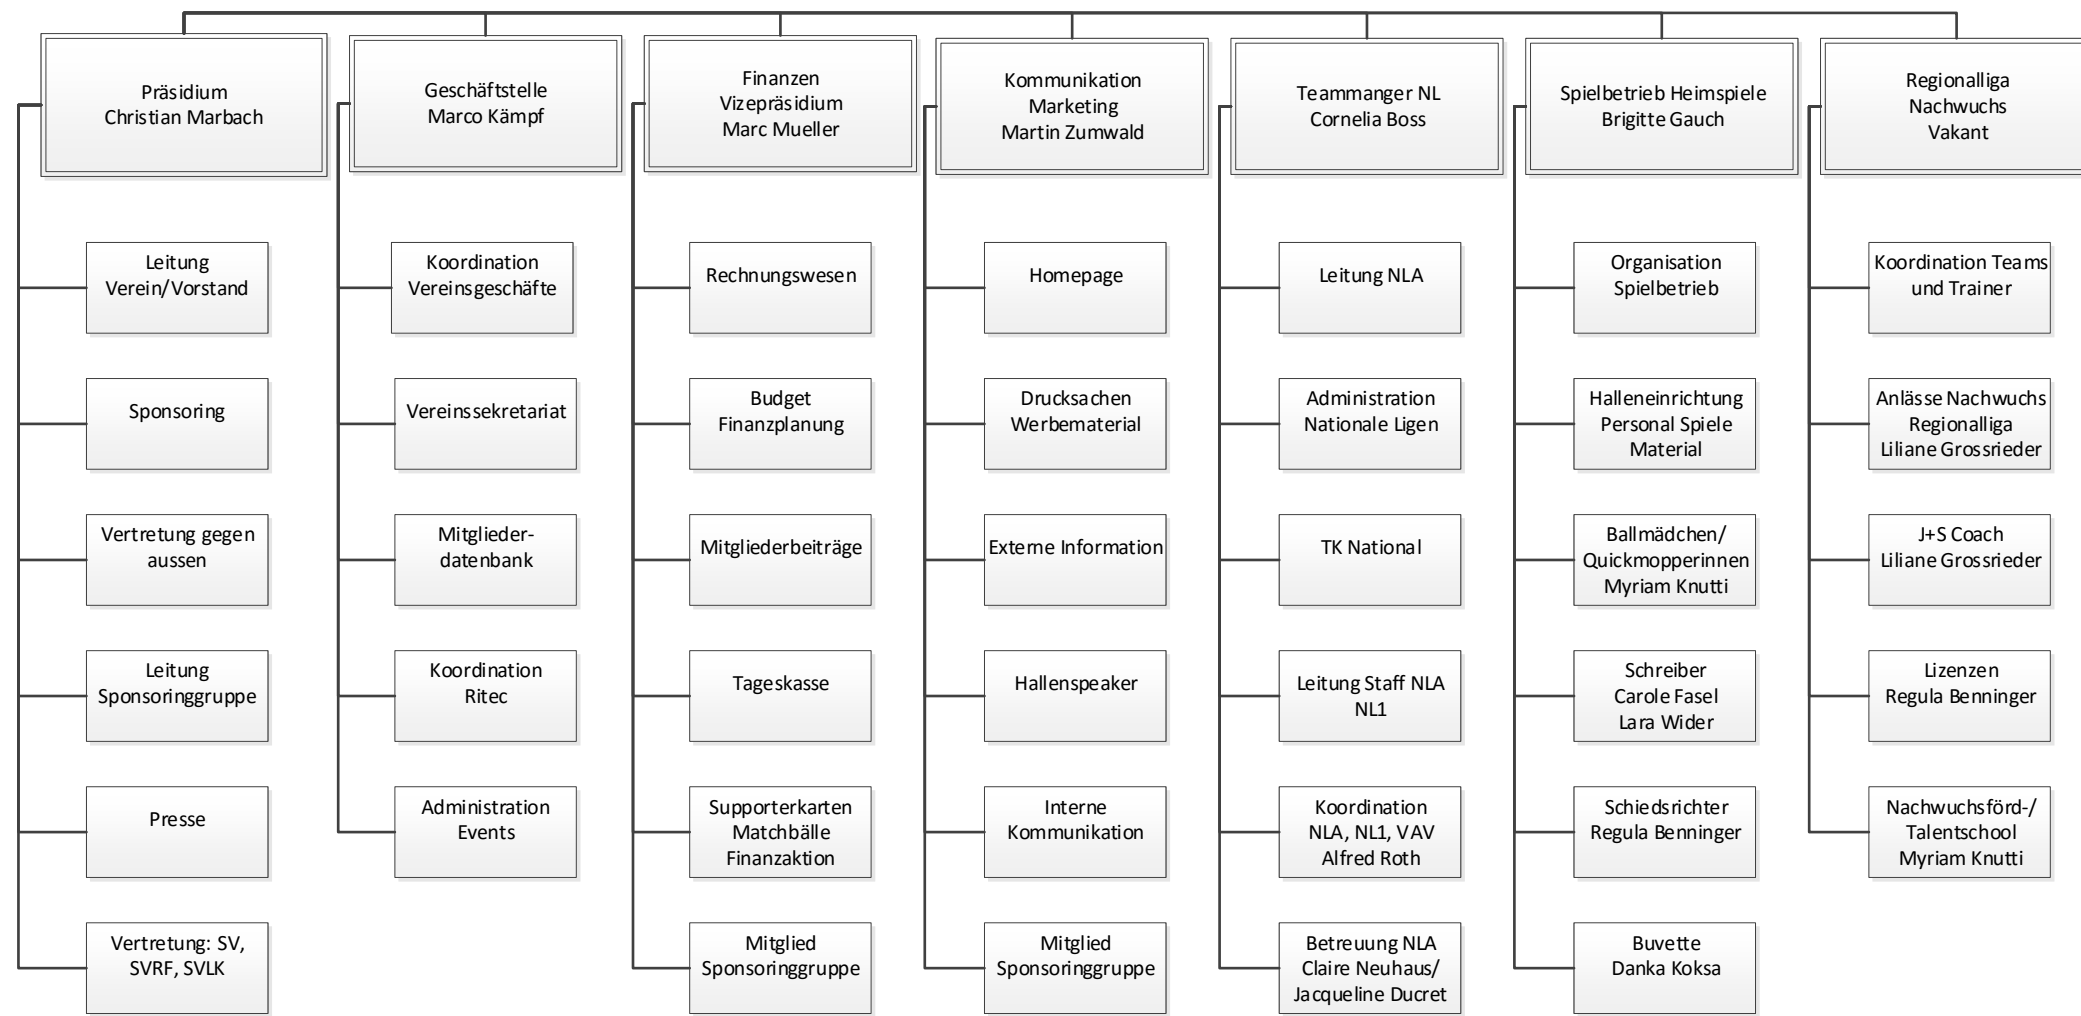 Präsidium
Christian Marbach
Leitung
Verein/Vorstand
Sponsoring
Vertretung gegen
aussen
Leitung
Sponsoringgruppe
Presse
Vertretung: SV,
SVRF, SVLK
Geschäftstelle
Marco Kämpf
Koordination
Vereinsgeschäfte
Vereinssekretariat
Mitglieder-
datenbank
Koordination
Ritec
Administration
Events
Finanzen
Vizepräsidium
Marc Mueller
Rechnungswesen
Budget
Finanzplanung
Mitgliederbeiträge
Tageskasse
Supporterkarten
Matchbälle
Finanzaktion
Mitglied
Sponsoringgruppe
Kommunikation
Marketing
Martin Zumwald
Homepage
Drucksachen
Werbematerial
Externe Information
Hallenspeaker
Interne
Kommunikation
Mitglied
Sponsoringgruppe
Teammanger NL
Cornelia Boss
Leitung NLA
Administration
Nationale Ligen
TK National
Leitung Staff NLA
NL1
Koordination
NLA, NL1, VAV
Alfred Roth
Betreuung NLA
Claire Neuhaus/
Jacqueline Ducret
Spielbetrieb Heimspiele
Brigitte Gauch
Organisation
Spielbetrieb
Halleneinrichtung
Personal Spiele
Material
Ballmädchen/
Quickmopperinnen
Myriam Knutti
Schreiber
Carole Fasel
Lara Wider
Schiedsrichter
Regula Benninger
Buvette
Danka Koksa
Regionalliga
Nachwuchs
Vakant
Koordination Teams
und Trainer
Anlässe Nachwuchs
Regionalliga
Liliane Grossrieder
J+S Coach
Liliane Grossrieder
Lizenzen
Regula Benninger
Nachwuchsförd-/
Talentschool
Myriam Knutti